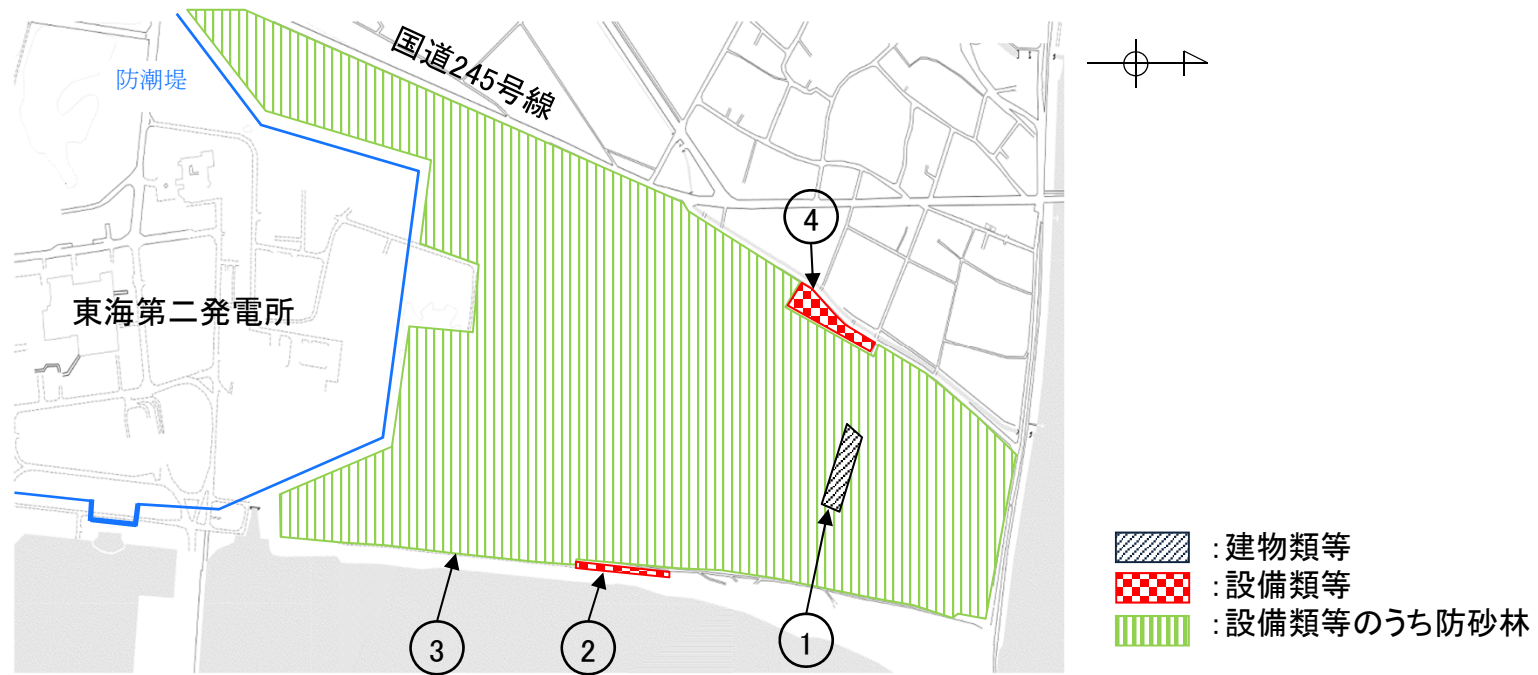 国道245号線
防潮堤
④
東海第二発電所
①
②
③
:建物類等
:設備類等
:設備類等のうち防砂林